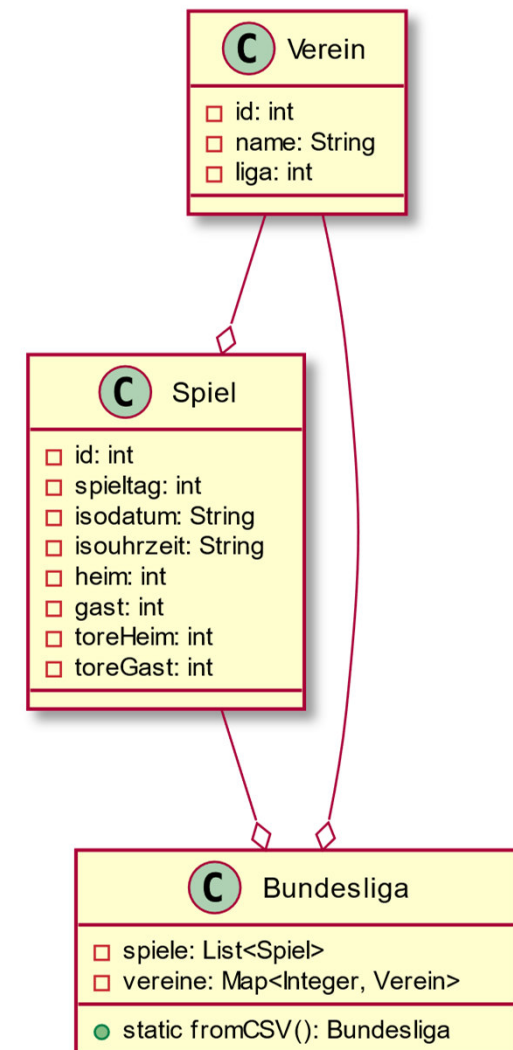 C Verein
id: int
name: String
liga: int
C Spiel
id: int
spieltag: int
isodatum: String
isouhrzeit: String
heim: int
gast: int
toreHeim: int
toreGast: int
C Bundesliga
spiele: List<Spiel>
vereine: Map<Integer, Verein>
static fromCSV(): Bundesliga